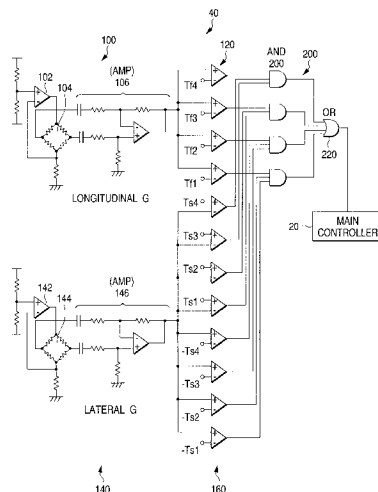 40
100
120
AND
200
200
102
(AMP)
106
104
Tf4
Tf3
OR
Tf2
220
LONGITUDINAL G
Tf1
Ts4
20
MAIN
CONTROLLER
Ts3
Ts2
142
(AMP)
146
144
Ts1
-Ts4
-Ts3
LATERAL G
-Ts2
-Ts1
140
160